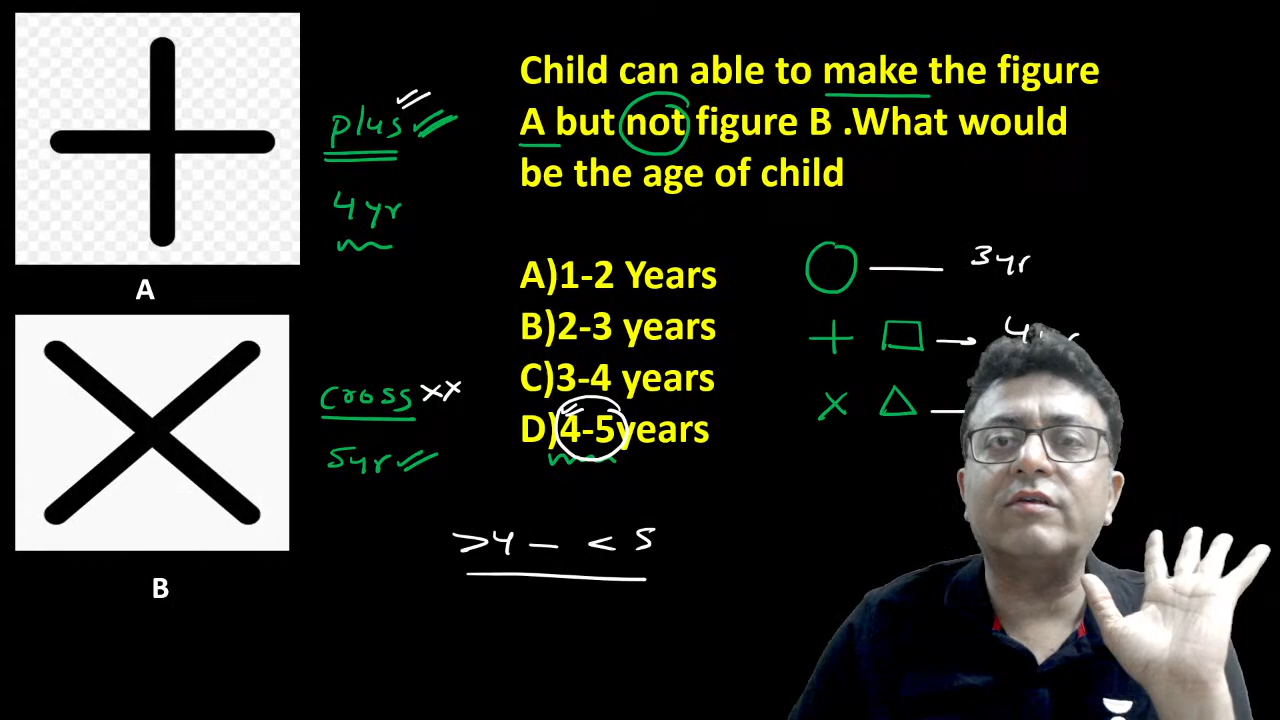 Child can able to make the figure
A but not figure B .What would
be the age of child
A)1-2 Years
B)2-3 years
C)3-4 years
D)4-5years
plus
4yr
A
cross xx
5yr
B
3yr
>4 – < 5